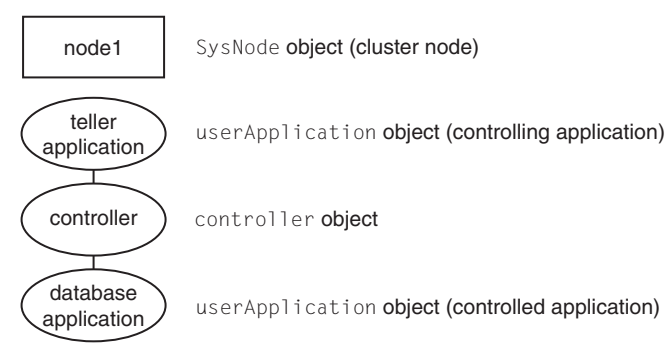 node1 SysNode object (cluster node)
teller
application
userApplication object (controlling application)
controller controller object
database
application
userApplication object (controlled application)